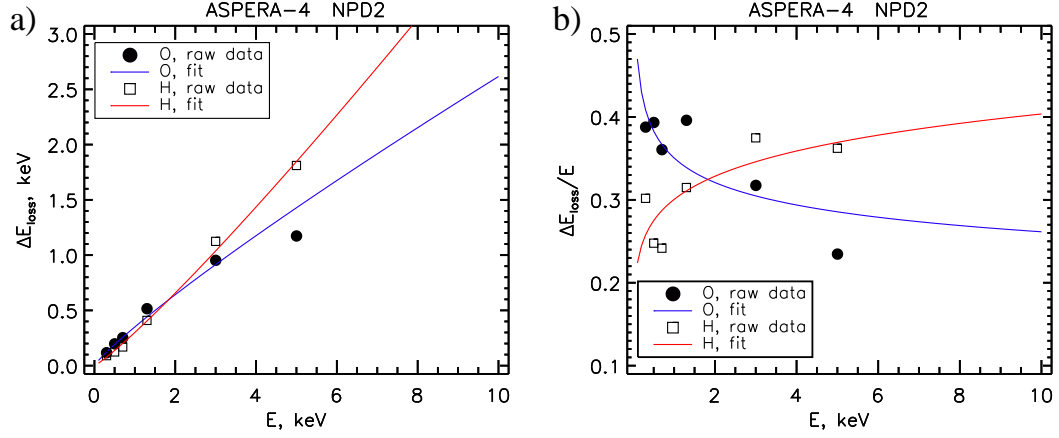 a)
ASPERA-4 NPD2
3.0
2.5
2.0
1.5
1.0
0.5
0.0
ΔE_loss, keV
O, raw data
O, fit
H, raw data
H, fit
0 2 4 6 8 10
E, keV
b)
ASPERA-4 NPD2
0.5
0.4
0.3
0.2
0.1
ΔE_loss/E
O, raw data
O, fit
H, raw data
H, fit
2 4 6 8 10
E, keV